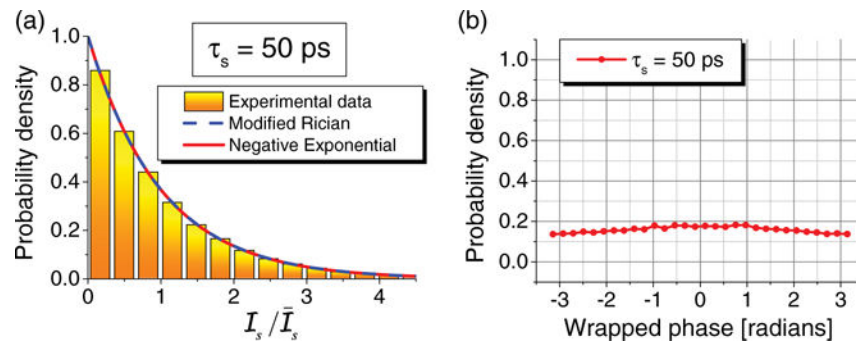 (a)
τs = 50 ps
Experimental data
Modified Rician
Negative Exponential
Probability density
1.0
0.8
0.6
0.4
0.2
0.0
0 1 2 3 4
Is / Īs
(b)
τs = 50 ps
Probability density
1.0
0.8
0.6
0.4
0.2
0.0
-3 -2 -1 0 1 2 3
Wrapped phase [radians]